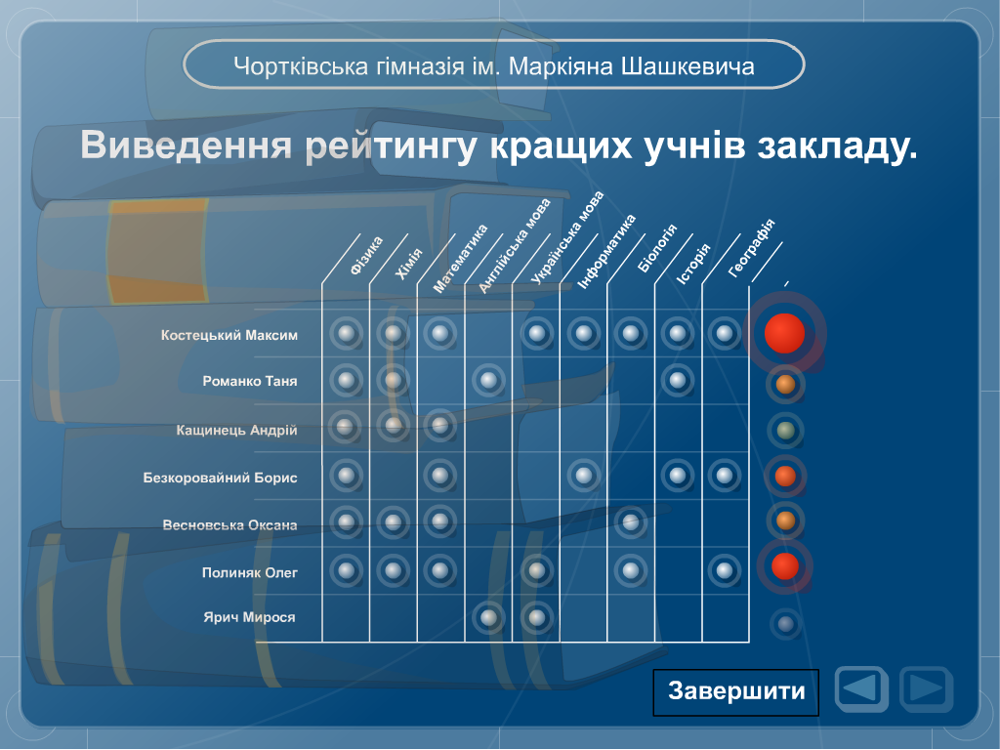 Чортківська гімназія ім. Маркіяна Шашкевича
Виведення рейтингу кращих учнів закладу.
Фізика
Хімія
Математика
Англійська мова
Українська мова
Інформатика
Біологія
Історія
Географія
Костецький Максим
Романко Таня
Кащинець Андрій
Безкоровайний Борис
Весновська Оксана
Полиняк Олег
Ярич Мирося
Завершити